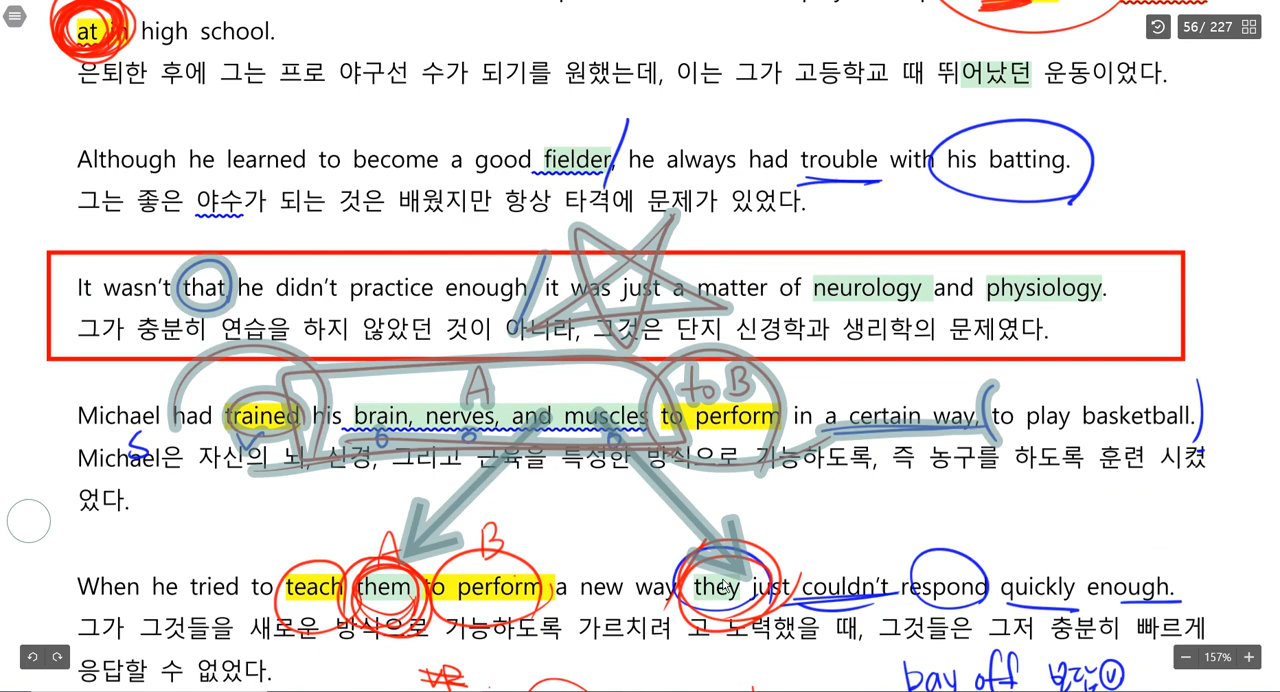 at in high school.
56 / 227
은퇴한 후에 그는 프로 야구선 수가 되기를 원했는데, 이는 그가 고등학교 때 뛰어났던 운동이었다.
Although he learned to become a good fielder, he always had trouble with his batting.
그는 좋은 야수가 되는 것은 배웠지만 항상 타격에 문제가 있었다.
It wasn't that he didn't practice enough, it was just a matter of neurology and physiology.
그가 충분히 연습을 하지 않았던 것이 아니라, 그것은 단지 신경학과 생리학의 문제였다.
A to B
Michael had trained his brain, nerves, and muscles to perform in a certain way, to play basketball.
S V
Michael은 자신의 뇌, 신경, 그리고 근육을 특정한 방식으로 기능하도록, 즉 농구를 하도록 훈련 시켰
었다.
A B
When he tried to teach them to perform a new way, they just couldn't respond quickly enough.
그가 그것들을 새로운 방식으로 기능하도록 가르치려 고 노력했을 때, 그것들은 그저 충분히 빠르게
응답할 수 없었다.
157%